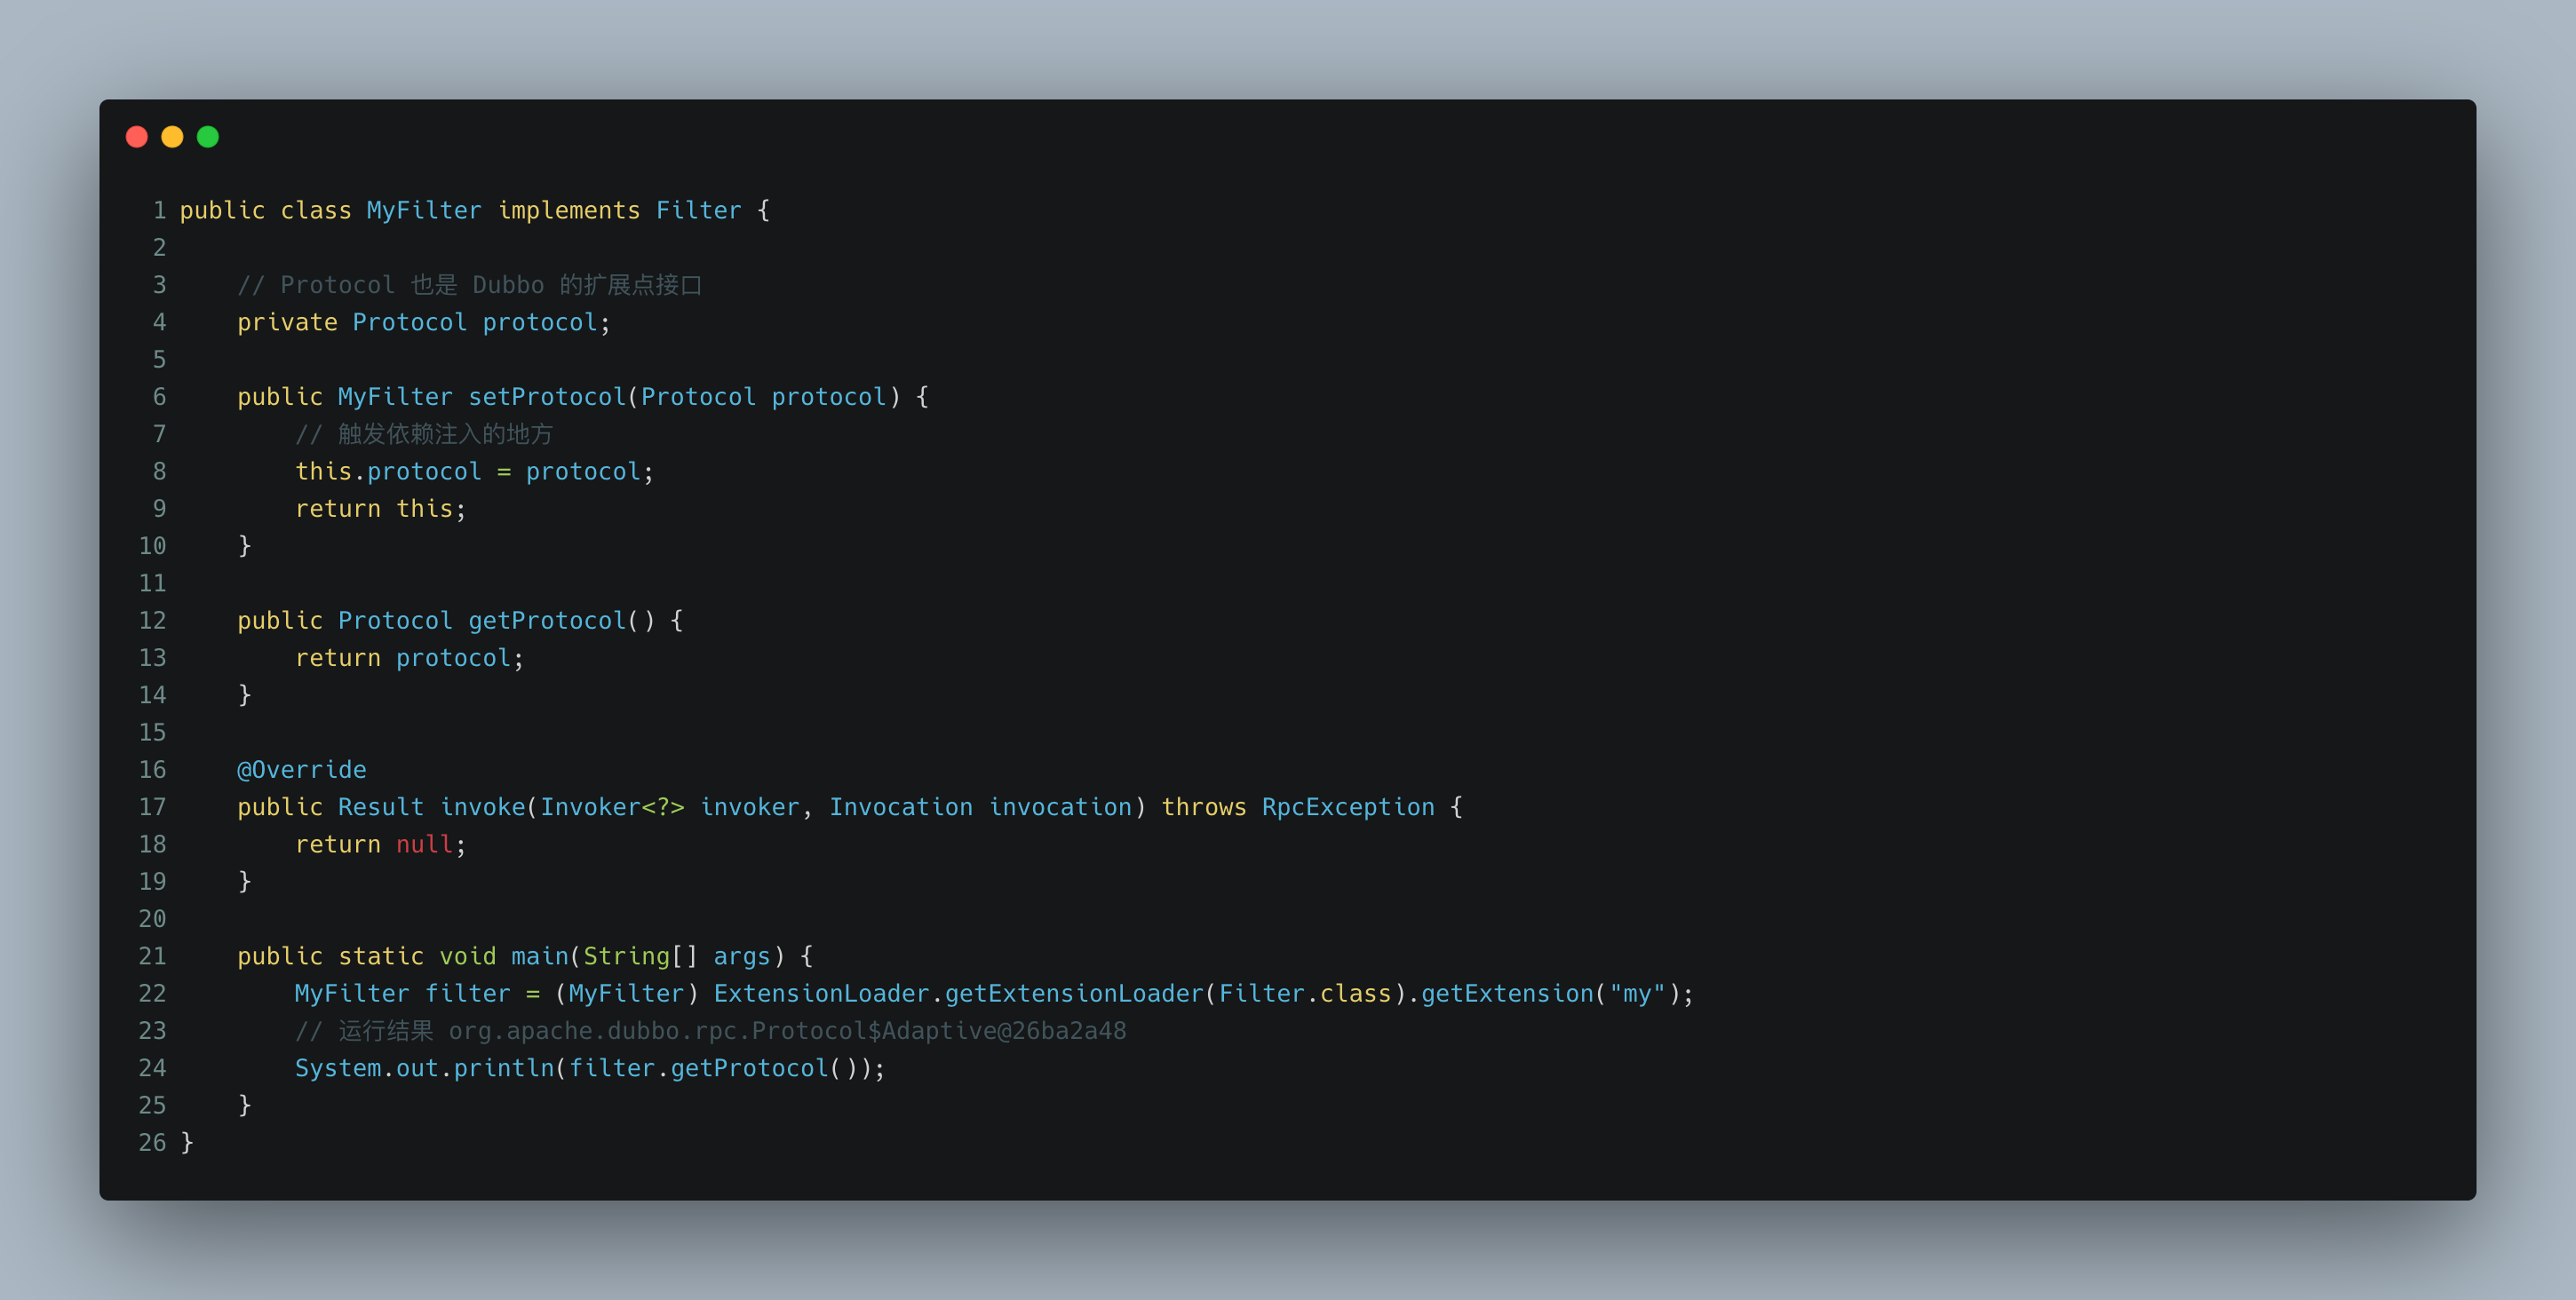 1 public class MyFilter implements Filter {
2
3     // Protocol 也是 Dubbo 的扩展点接口
4     private Protocol protocol;
5
6     public MyFilter setProtocol(Protocol protocol) {
7         // 触发依赖注入的地方
8         this.protocol = protocol;
9         return this;
10     }
11
12     public Protocol getProtocol() {
13         return protocol;
14     }
15
16     @Override
17     public Result invoke(Invoker<?> invoker, Invocation invocation) throws RpcException {
18         return null;
19     }
20
21     public static void main(String[] args) {
22         MyFilter filter = (MyFilter) ExtensionLoader.getExtensionLoader(Filter.class).getExtension("my");
23         // 运行结果 org.apache.dubbo.rpc.Protocol$Adaptive@26ba2a48
24         System.out.println(filter.getProtocol());
25     }
26 }